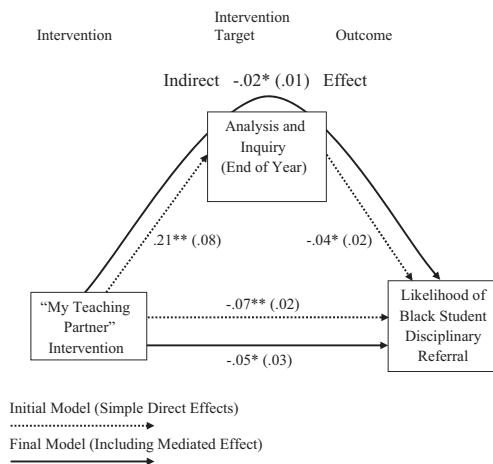 Intervention
Intervention
Target
Outcome
Indirect -.02* (.01) Effect
Analysis and
Inquiry
(End of Year)
.21** (.08)
-.04* (.02)
“My Teaching
Partner”
Intervention
-.07** (.02)
-.05* (.03)
Likelihood of
Black Student
Disciplinary
Referral
Initial Model (Simple Direct Effects)
Final Model (Including Mediated Effect)